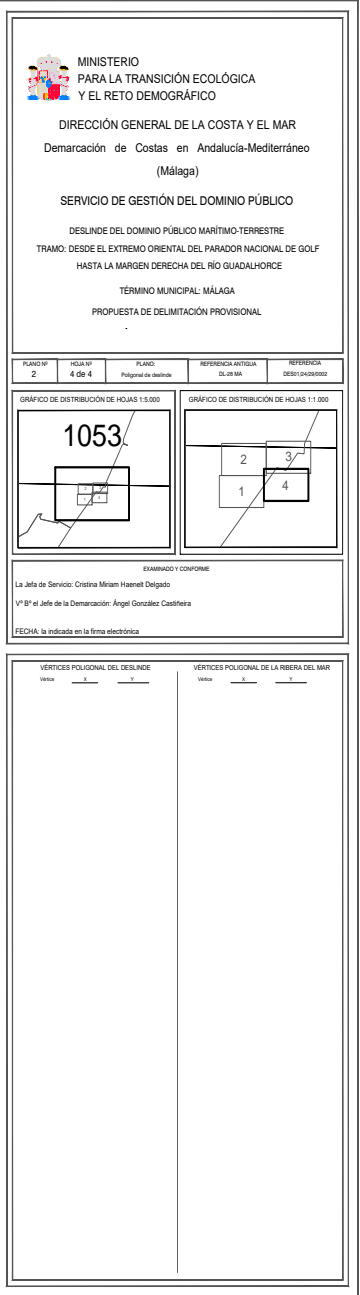 MINISTERIO
PARA LA TRANSICIÓN ECOLÓGICA
Y EL RETO DEMOGRÁFICO
DIRECCIÓN GENERAL DE LA COSTA Y EL MAR
Demarcación de Costas en Andalucía-Mediterráneo
(Málaga)
SERVICIO DE GESTIÓN DEL DOMINIO PÚBLICO
DESLINDE DEL DOMINIO PÚBLICO MARÍTIMO-TERRESTRE
TRAMO: DESDE EL EXTREMO ORIENTAL DEL PARADOR NACIONAL DE GOLF
HASTA LA MARGEN DERECHA DEL RÍO GUADALHORCE
TÉRMINO MUNICIPAL: MÁLAGA
PROPUESTA DE DELIMITACIÓN PROVISIONAL
PLANO Nº HOJA Nº PLANO: REFERENCIA ANTIGUA REFERENCIA
2 4 de 4 Poligonal de deslinde DL-28 MA DES01/24/29/0002
GRÁFICO DE DISTRIBUCIÓN DE HOJAS 1:5.000 GRÁFICO DE DISTRIBUCIÓN DE HOJAS 1:1.000
1053
2 3
1 4
2 3
1 4
EXAMINADO Y CONFORME
La Jefa de Servicio: Cristina Miriam Haenelt Delgado
Vº Bº el Jefe de la Demarcación: Ángel González Castiñeira
FECHA: la indicada en la firma electrónica
VÉRTICES POLIGONAL DEL DESLINDE VÉRTICES POLIGONAL DE LA RIBERA DEL MAR
Vértice X Y Vértice X Y